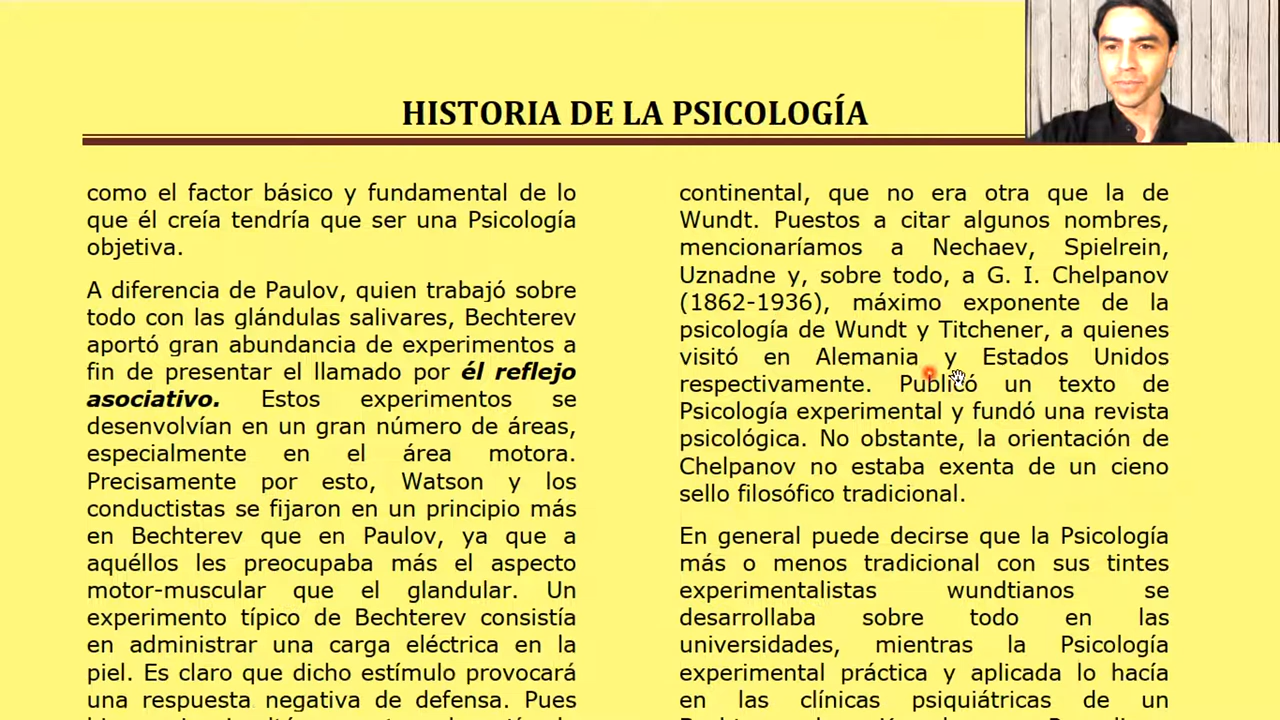 HISTORIA DE LA PSICOLOGÍA
como el factor básico y fundamental de lo
que él creía tendría que ser una Psicología
objetiva.
A diferencia de Paulov, quien trabajó sobre
todo con las glándulas salivares, Bechterev
aportó gran abundancia de experimentos a
fin de presentar el llamado por él reflejo
asociativo. Estos experimentos se
desenvolvían en un gran número de áreas,
especialmente en el área motora.
Precisamente por esto, Watson y los
conductistas se fijaron en un principio más
en Bechterev que en Paulov, ya que a
aquéllos les preocupaba más el aspecto
motor-muscular que el glandular. Un
experimento típico de Bechterev consistía
en administrar una carga eléctrica en la
piel. Es claro que dicho estímulo provocará
una respuesta negativa de defensa. Pues
continental, que no era otra que la de
Wundt. Puestos a citar algunos nombres,
mencionaríamos a Nechaev, Spielrein,
Uznadne y, sobre todo, a G. I. Chelpanov
(1862-1936), máximo exponente de la
psicología de Wundt y Titchener, a quienes
visitó en Alemania y Estados Unidos
respectivamente. Publicó un texto de
Psicología experimental y fundó una revista
psicológica. No obstante, la orientación de
Chelpanov no estaba exenta de un cieno
sello filosófico tradicional.
En general puede decirse que la Psicología
más o menos tradicional con sus tintes
experimentalistas wundtianos se
desarrollaba sobre todo en las
universidades, mientras la Psicología
experimental práctica y aplicada lo hacía
en las clínicas psiquiátricas de un